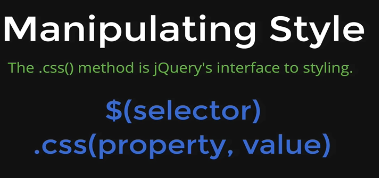 Manipulating Style
The .css() method is jQuery's interface to styling.
$(selector)
.css(property, value)